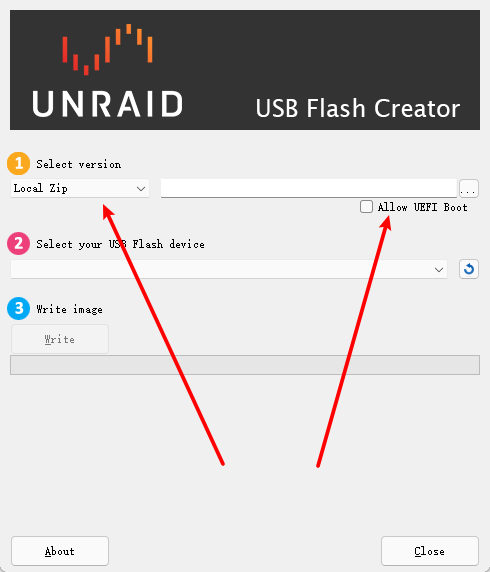 UNRAID
USB Flash Creator
1 Select version
Local Zip
...
Allow UEFI Boot
2 Select your USB Flash device
3 Write image
Write
About
Close